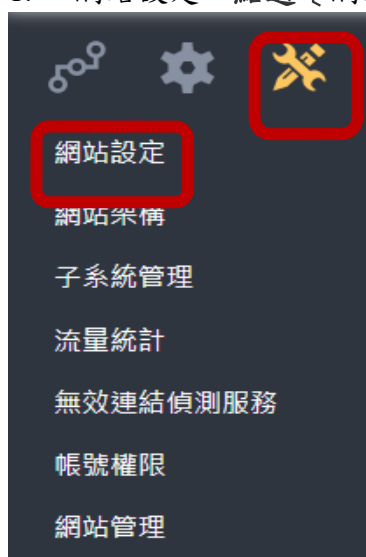 網站設定
網站架構
子系統管理
流量統計
無效連結偵測服務
帳號權限
網站管理